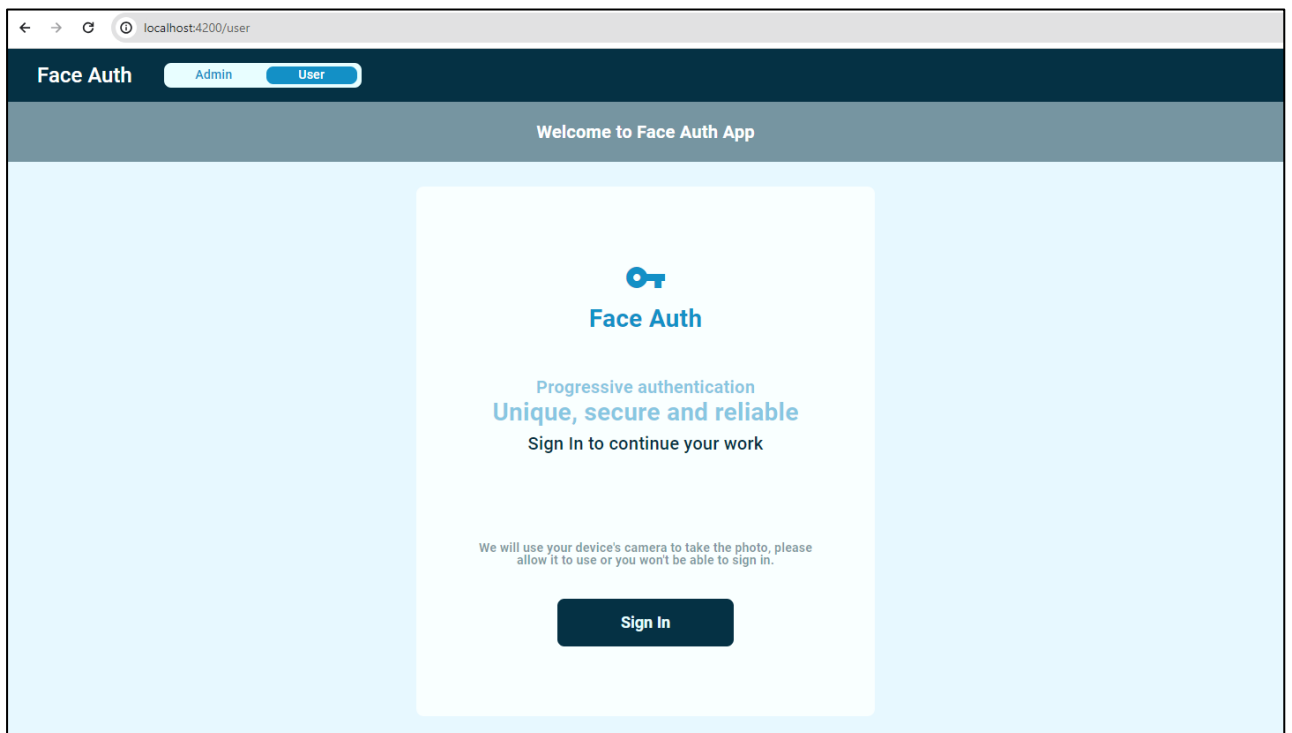 localhost:4200/user
Face Auth
Admin
User
Welcome to Face Auth App
Face Auth
Progressive authentication
Unique, secure and reliable
Sign In to continue your work
We will use your device's camera to take the photo, please
allow it to use or you won't be able to sign in.
Sign In